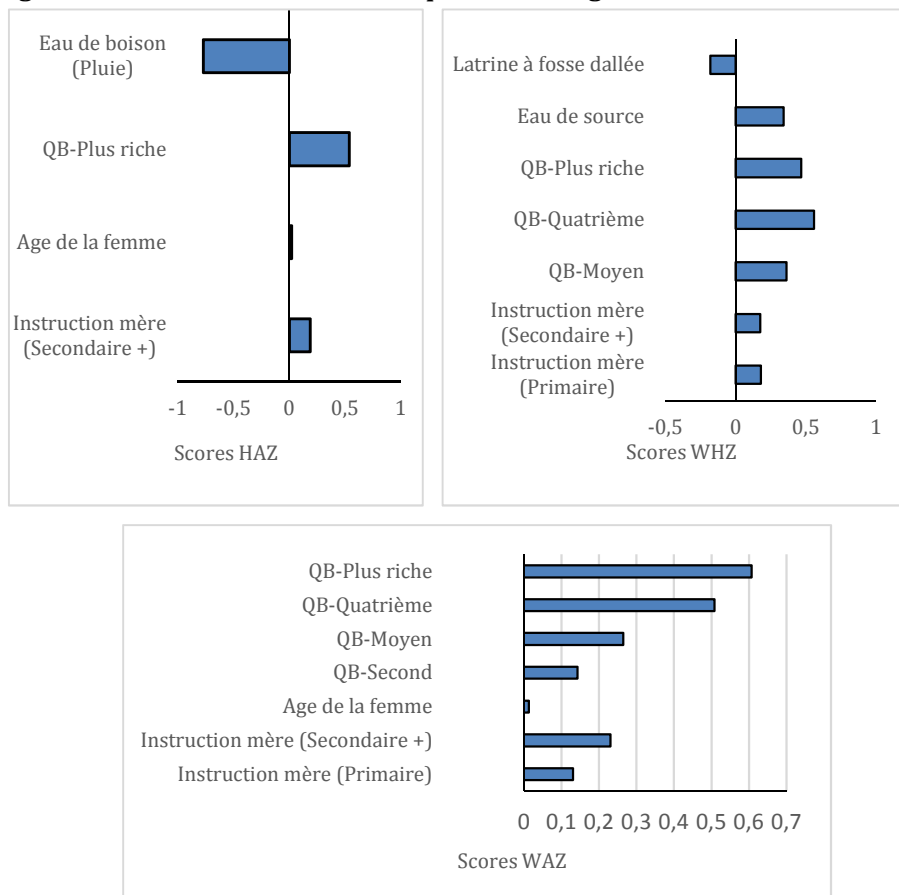 Eau de boison
(Pluie)
QB-Plus riche
Age de la femme
Instruction mère
(Secondaire +)
-1 -0,5 0 0,5 1
Scores HAZ
Latrine à fosse dallée
Eau de source
QB-Plus riche
QB-Quatrième
QB-Moyen
Instruction mère
(Secondaire +)
Instruction mère
(Primaire)
-0,5 0 0,5 1
Scores WHZ
QB-Plus riche
QB-Quatrième
QB-Moyen
QB-Second
Age de la femme
Instruction mère (Secondaire +)
Instruction mère (Primaire)
0 0,1 0,2 0,3 0,4 0,5 0,6 0,7
Scores WAZ